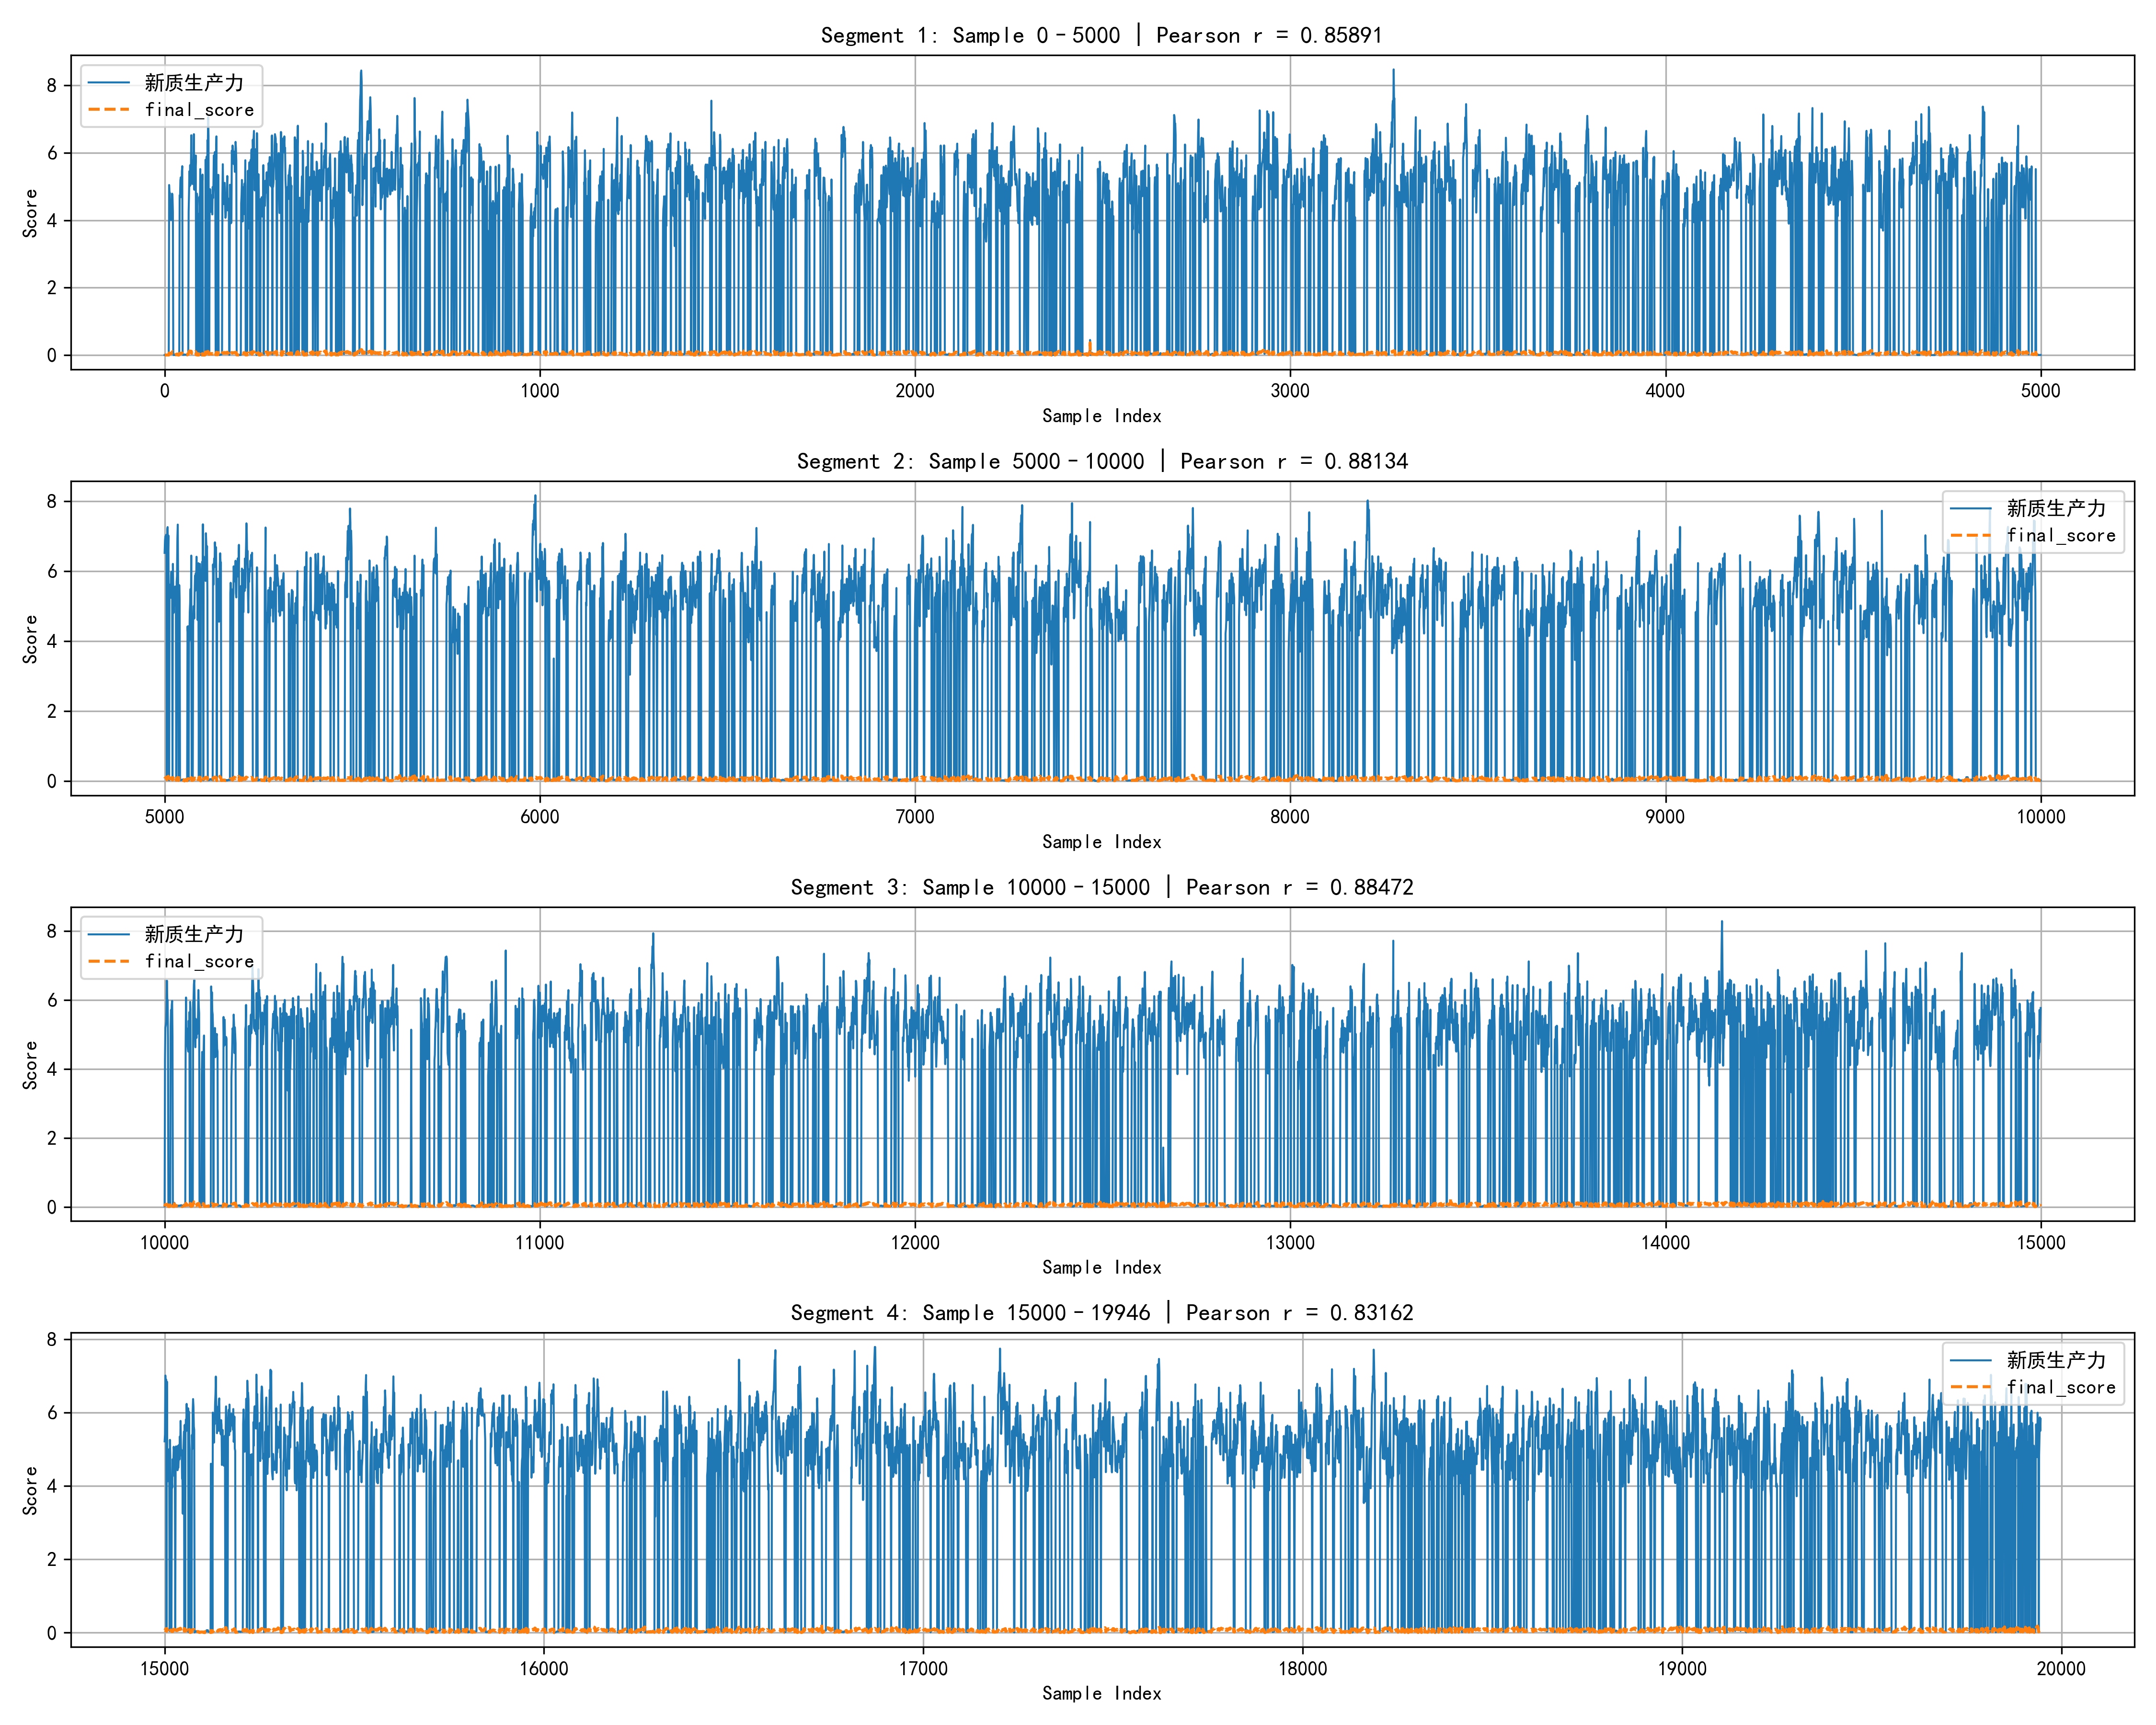 Segment 1: Sample 0–5000 | Pearson r = 0.85891
新质生产力
final_score
Score
8
6
4
2
0
0 1000 2000 3000 4000 5000
Sample Index
Segment 2: Sample 5000–10000 | Pearson r = 0.88134
新质生产力
final_score
Score
8
6
4
2
0
5000 6000 7000 8000 9000 10000
Sample Index
Segment 3: Sample 10000–15000 | Pearson r = 0.88472
新质生产力
final_score
Score
8
6
4
2
0
10000 11000 12000 13000 14000 15000
Sample Index
Segment 4: Sample 15000–19946 | Pearson r = 0.83162
新质生产力
final_score
Score
8
6
4
2
0
15000 16000 17000 18000 19000 20000
Sample Index